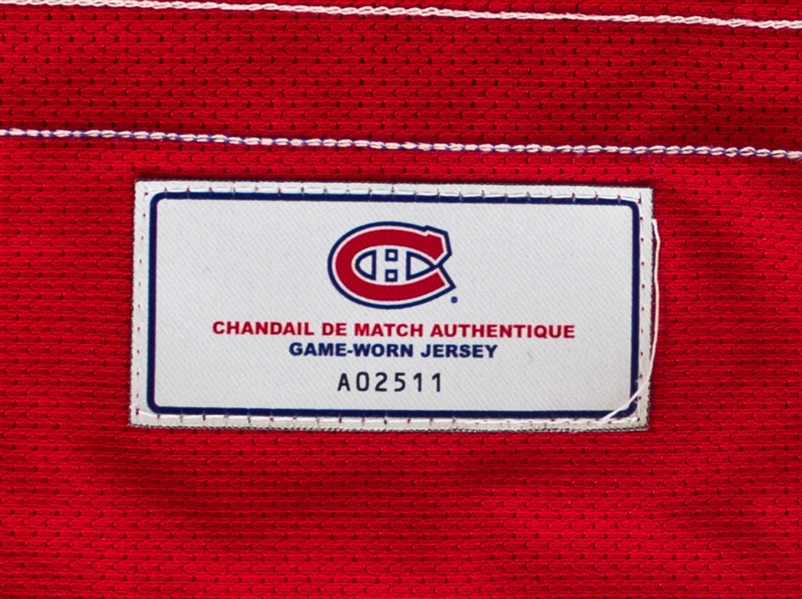 CHANDAIL DE MATCH AUTHENTIQUE
GAME-WORN JERSEY
A02511